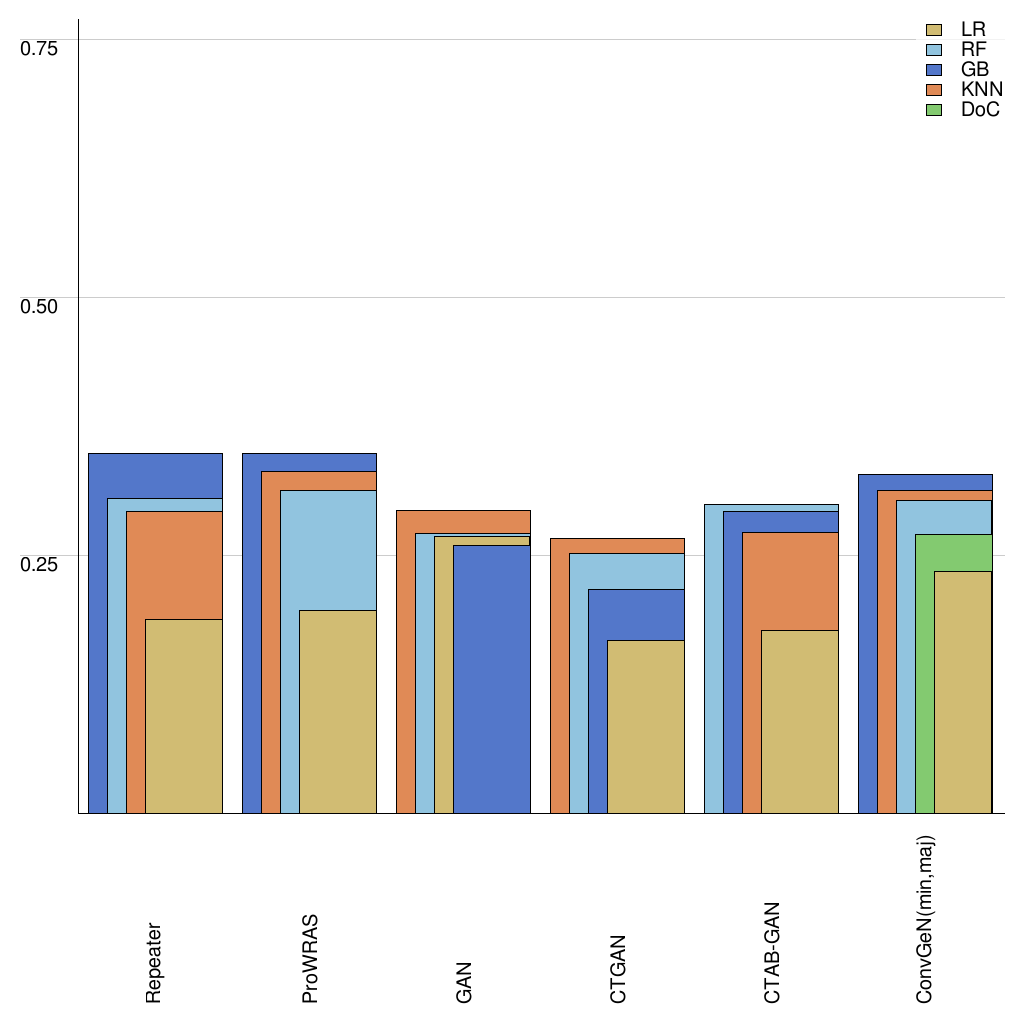 0.75
0.50
0.25
LR
RF
GB
KNN
DoC
Repeater
ProWRAS
GAN
CTGAN
CTAB-GAN
ConvGeN(min,maj)